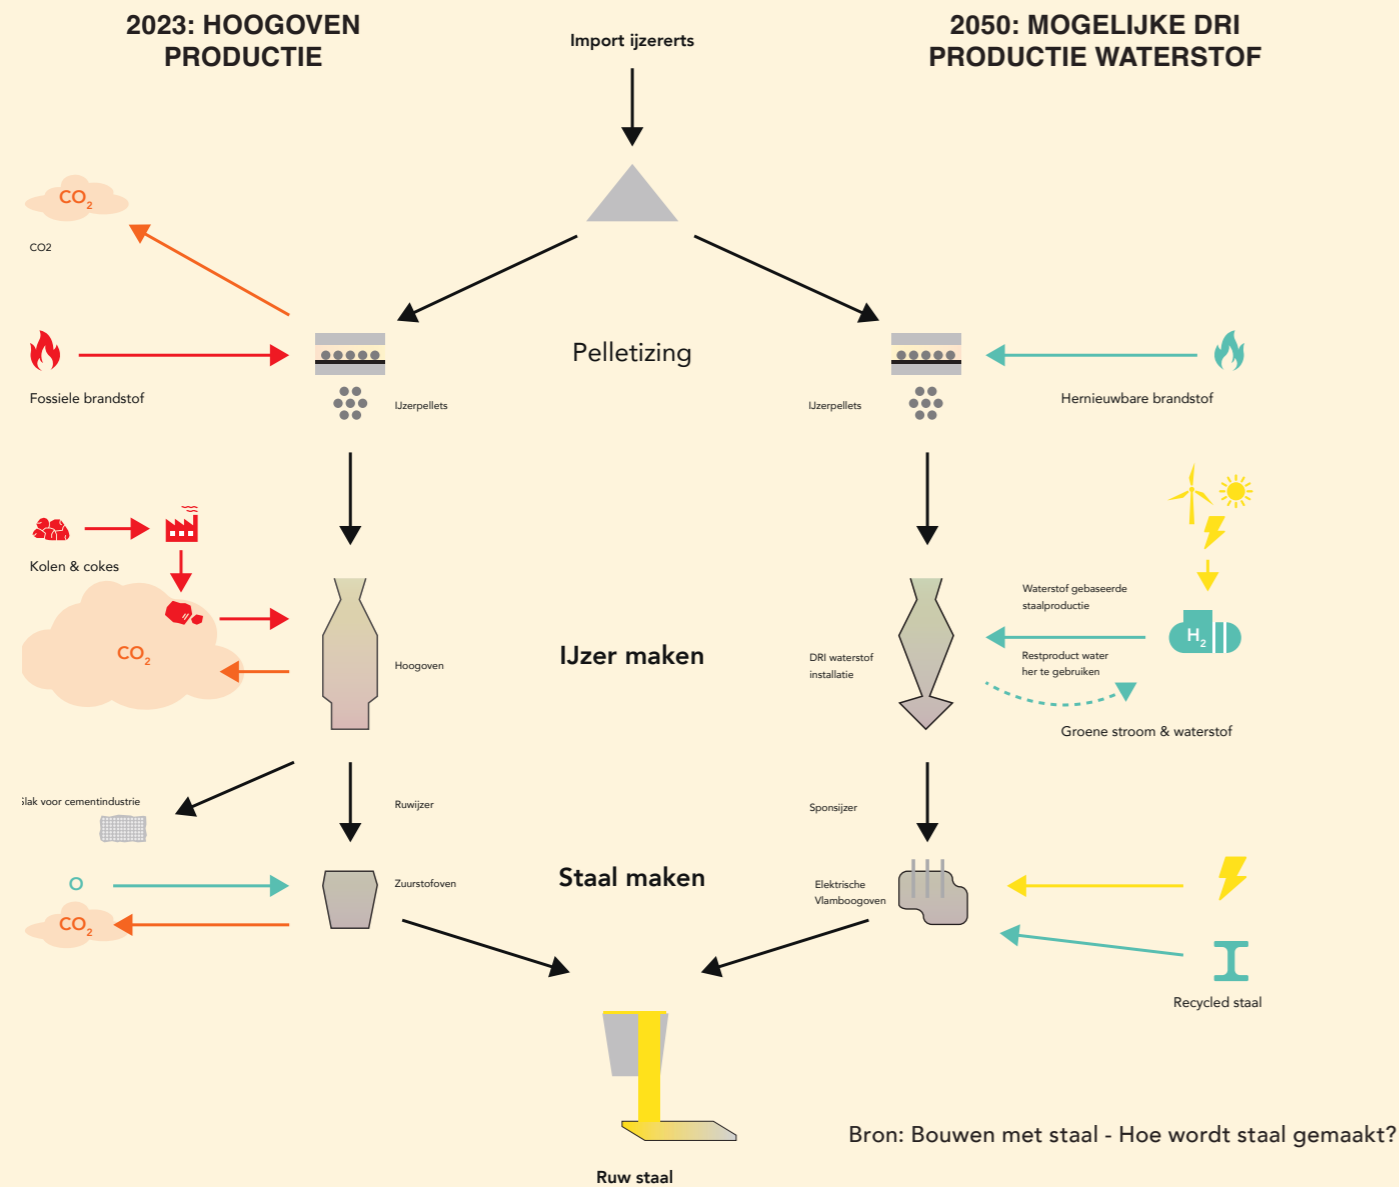 2023: HOOGOVEN
PRODUCTIE
Import ijzererts
2050: MOGELIJKE DRI
PRODUCTIE WATERSTOF
CO2
CO2
Fossiele brandstof
Pelletizing
Hernieuwbare brandstof
IJzerpellets
IJzerpellets
Kolen & cokes
CO2
Hoogoven
IJzer maken
DRI waterstof
installatie
Waterstof gebaseerde
staalproductie
H2
Restproduct water
her te gebruiken
Groene stroom & waterstof
slak voor cementindustrie
Ruwijzer
Sponsijzer
O
CO2
Zuurstofoven
Staal maken
Elektrische
Vlamboogoven
Recycled staal
Ruw staal
Bron: Bouwen met staal - Hoe wordt staal gemaakt?